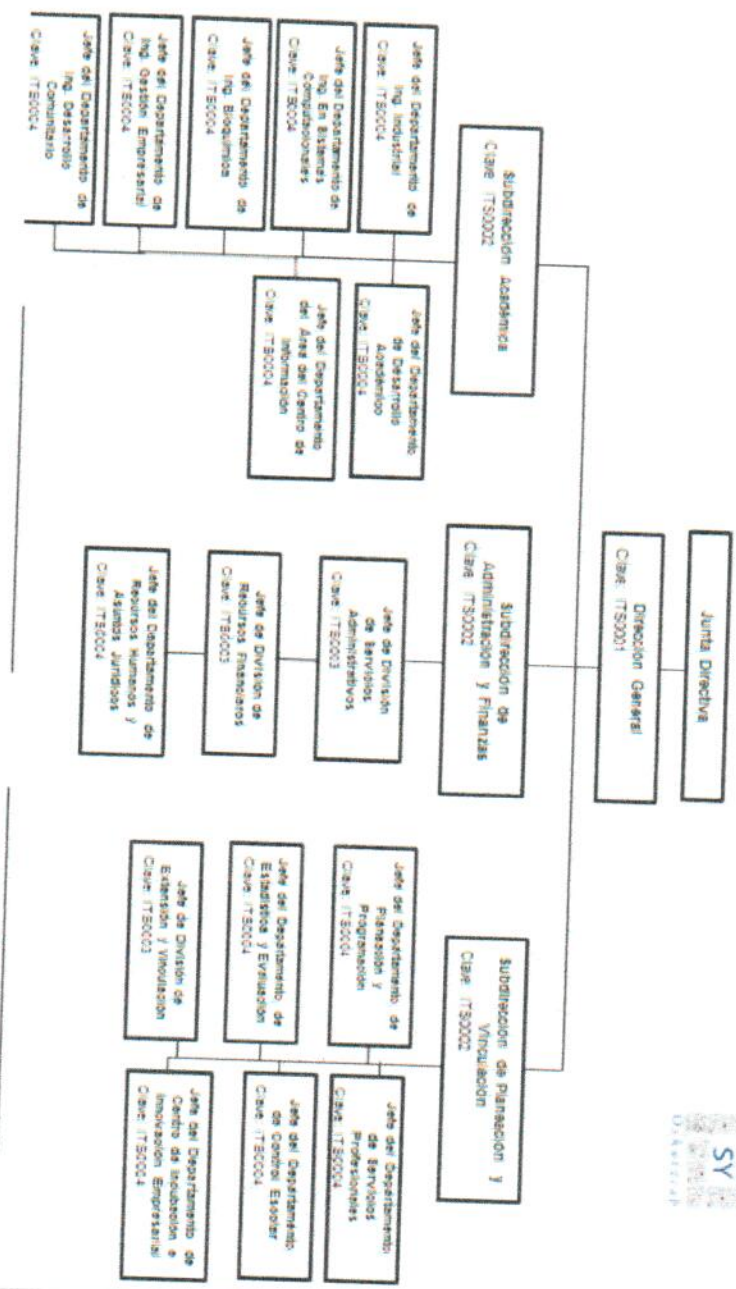 Junta Directiva
Dirección General
Clave: ITS0001
Subdirección Académica
Clave: ITS0002
Jefe del Departamento de
Ing. Industrial
Clave: ITS0004
Jefe del Departamento de
Ing. En Sistemas
Computacionales
Clave: ITS0004
Jefe del Departamento de
Ing. Bioquímica
Clave: ITS0004
Jefe del Departamento de
Ing. Gestión Empresarial
Clave: ITS0004
Jefe del Departamento de
Ing. Desarrollo
Comunitario
Clave: ITS0004
Jefe del Departamento
de Desarrollo
Académico
Clave: ITS0004
Jefe del Departamento
del Área del Centro de
Información
Clave: ITS0004
Subdirección de
Administración y Finanzas
Clave: ITS0002
Jefe de División
de Servicios
Administrativos
Clave: ITS0003
Jefe de División de
Recursos Financieros
Clave: ITS0003
Jefe del Departamento de
Recursos Humanos y
Asuntos Jurídicos
Clave: ITS0004
Subdirección de Planeación y
Vinculación
Clave: ITS0002
Jefe del Departamento de
Planeación y
Programación
Clave: ITS0004
Jefe del Departamento de
Estadística y Evaluación
Clave: ITS0004
Jefe de División de
Extensión y Vinculación
Clave: ITS0003
Jefe del Departamento
de Servicios
Profesionales
Clave: ITS0004
Jefe del Departamento
de Control Escolar
Clave: ITS0004
Jefe del Departamento de
Centro de Incubación e
Innovación Empresarial
Clave: ITS0004
SY